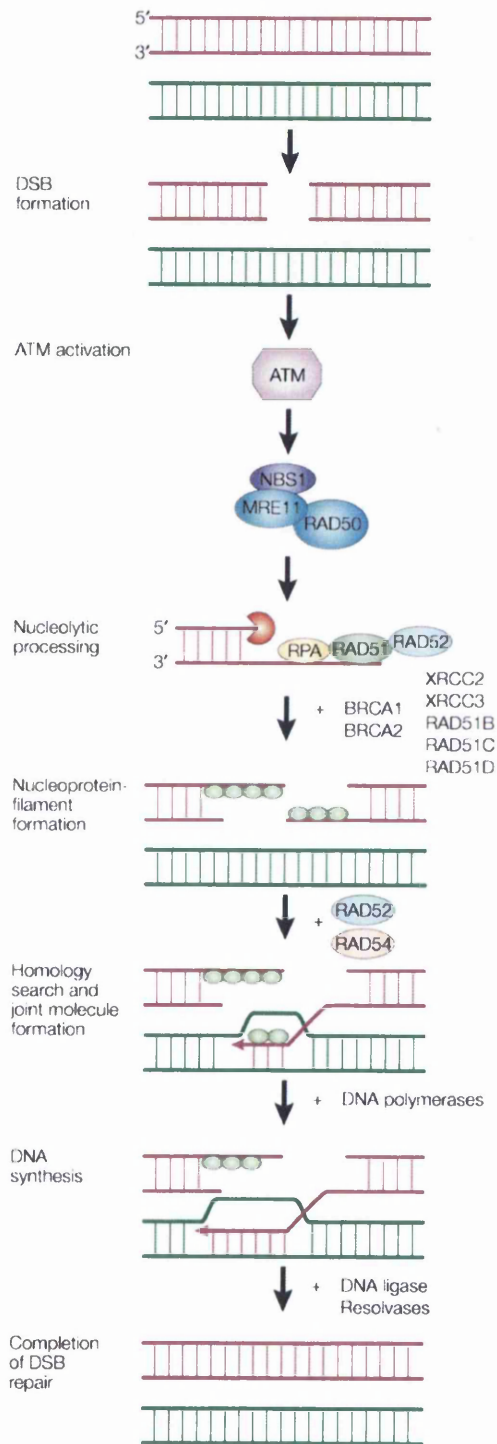 5′
3′
DSB
formation
ATM activation
ATM
NBS1
MRE11
RAD50
Nucleolytic
processing
5′
3′
RPA
RAD51
RAD52
+ BRCA1
BRCA2
XRCC2
XRCC3
RAD51B
RAD51C
RAD51D
Nucleoprotein-
filament
formation
+ RAD52
RAD54
Homology
search and
joint molecule
formation
+ DNA polymerases
DNA
synthesis
+ DNA ligase
Resolvases
Completion
of DSB
repair